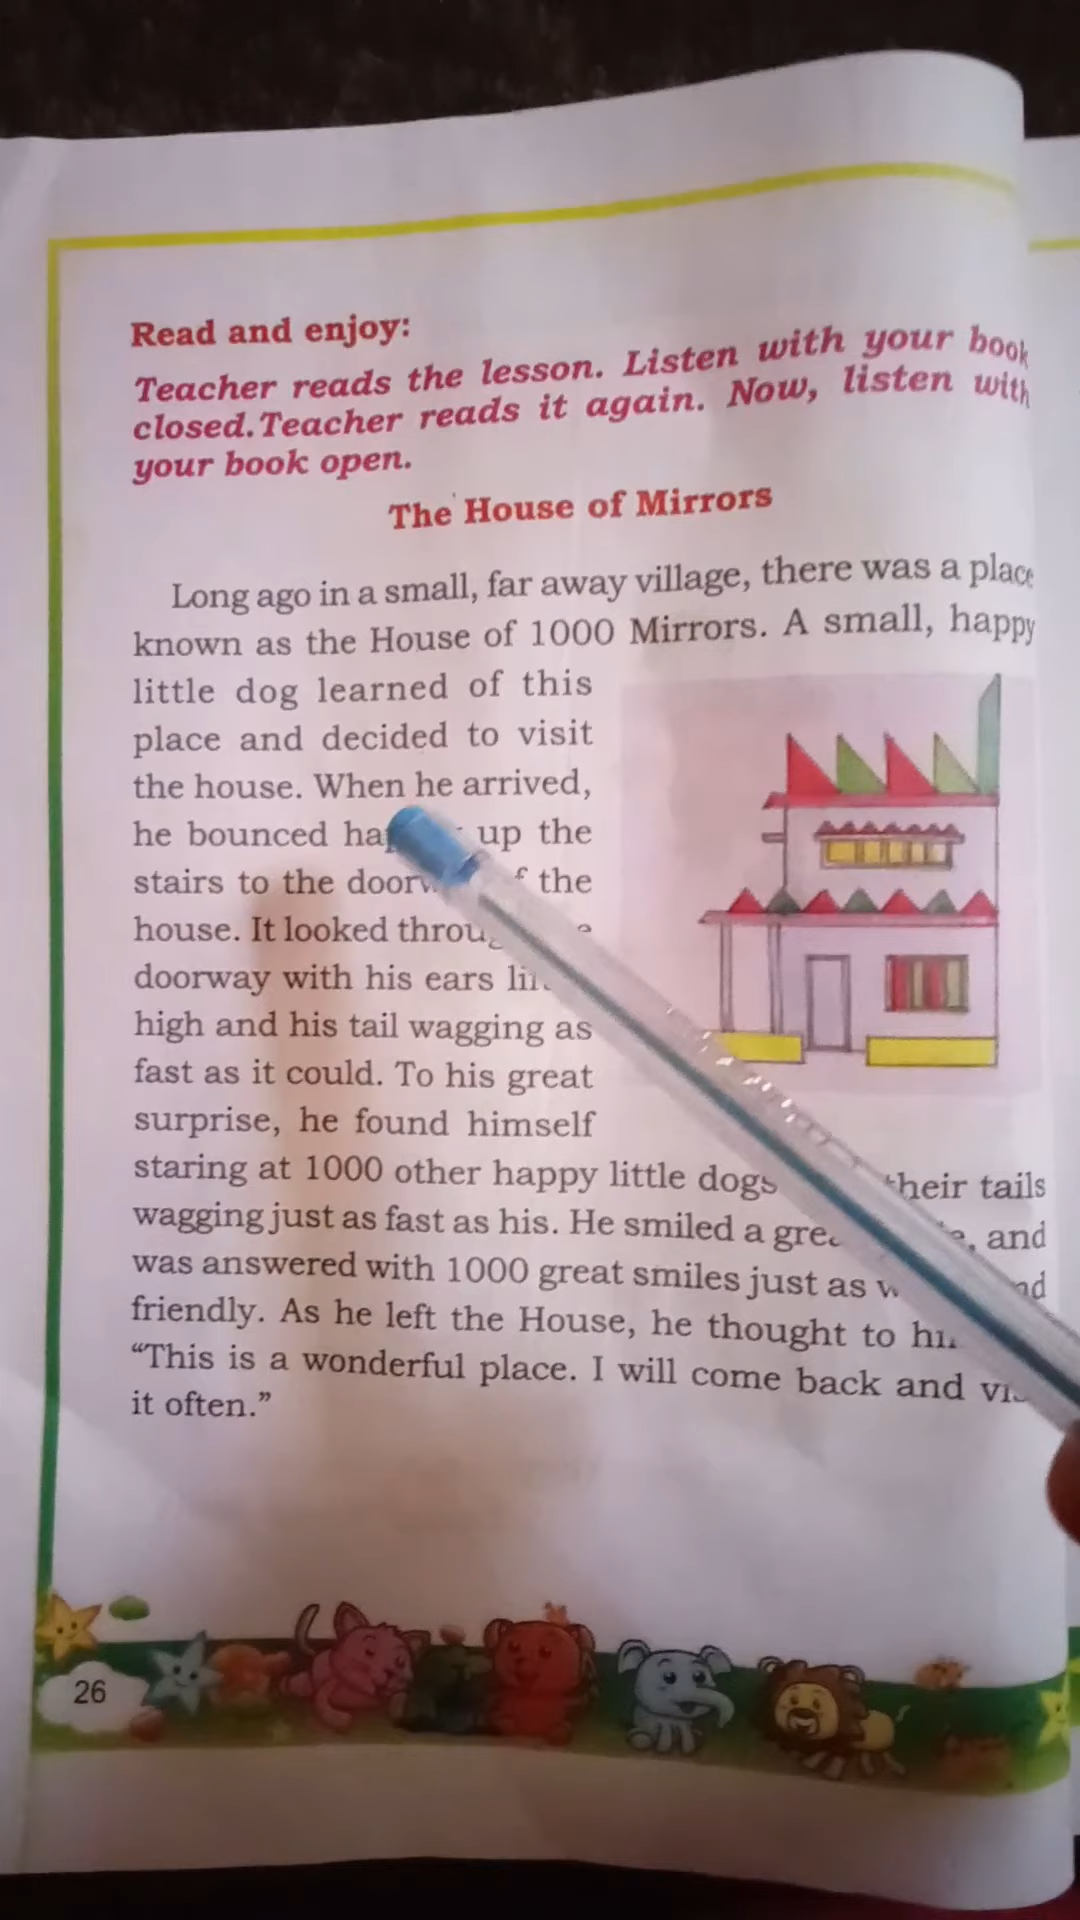 Read and enjoy:
Teacher reads the lesson. Listen with your book
closed. Teacher reads it again. Now, listen with
your book open.
The House of Mirrors
Long ago in a small, far away village, there was a place
known as the House of 1000 Mirrors. A small, happy
little dog learned of this
place and decided to visit
the house. When he arrived,
he bounced up the
stairs to the the
house. It looked
doorway with his ears
high and his tail wagging as
fast as it could. To his great
surprise, he found himself
staring at 1000 other happy little dogs their tails
wagging just as fast as his. He smiled a and
was answered with 1000 great smiles just as
friendly. As he left the House, he thought to
“This is a wonderful place. I will come back and
it often.”
26